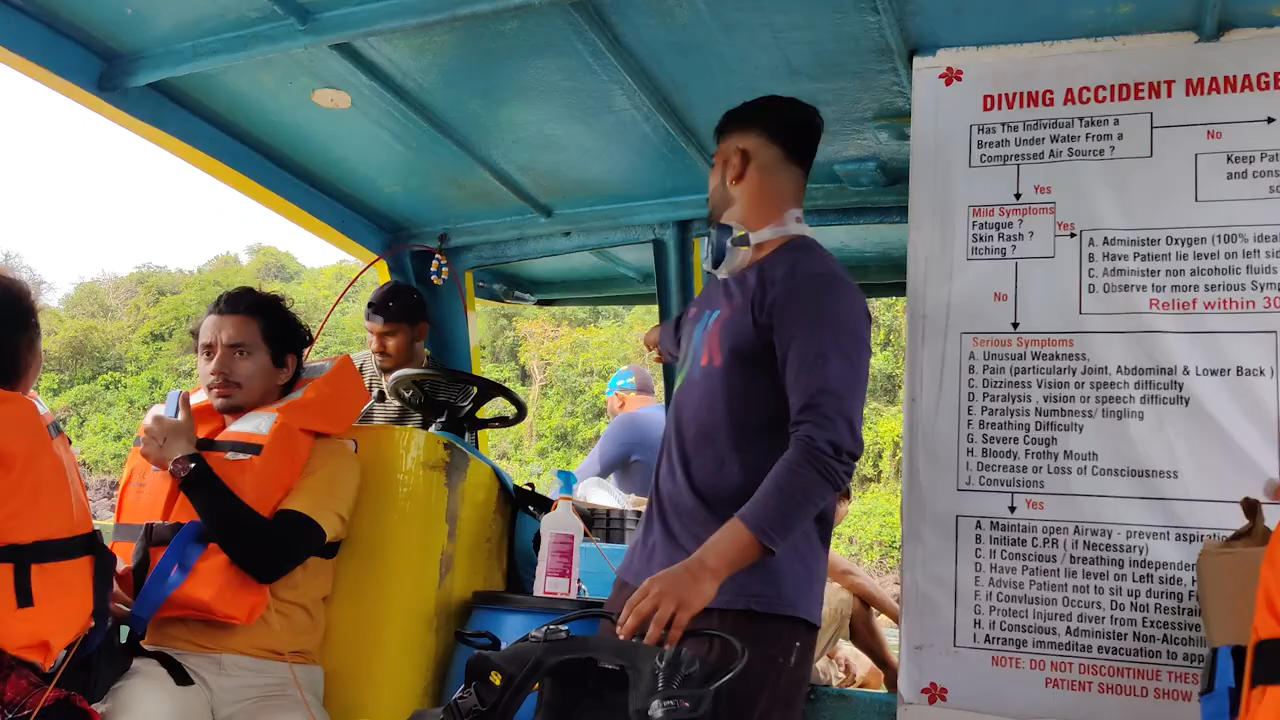 DIVING ACCIDENT MANAGE
Has The Individual Taken a
Breath Under Water From a
Compressed Air Source ?
No
Keep Pat
and cons
Yes
Mild Symptoms
Fatugue ?
Skin Rash ?
Itching ?
Yes
A. Administer Oxygen (100% ideal
B. Have Patient lie level on left sid
C. Administer non alcoholic fluids
D. Observe for more serious Symp
Relief within 30
No
Serious Symptoms
A. Unusual Weakness,
B. Pain (particularly Joint, Abdominal & Lower Back )
C. Dizziness Vision or speech difficulty
D. Paralysis , vision or speech difficulty
E. Paralysis Numbness/ tingling
F. Breathing Difficulty
G. Severe Cough
H. Bloody, Frothy Mouth
I. Decrease or Loss of Consciousness
J. Convulsions
Yes
A. Maintain open Airway - prevent aspiratio
B. Initiate C.P.R ( if Necessary)
C. If Conscious / breathing independen
D. Have Patient lie level on Left side, H
E. Advise Patient not to sit up during F
F. if Convlusion Occurs, Do Not Restrai
G. Protect Injured diver from Excessive
H. if Conscious, Administer Non-Alcohili
I. Arrange immeditae evacuation to app
NOTE: DO NOT DISCONTINUE THES
PATIENT SHOULD SHOW